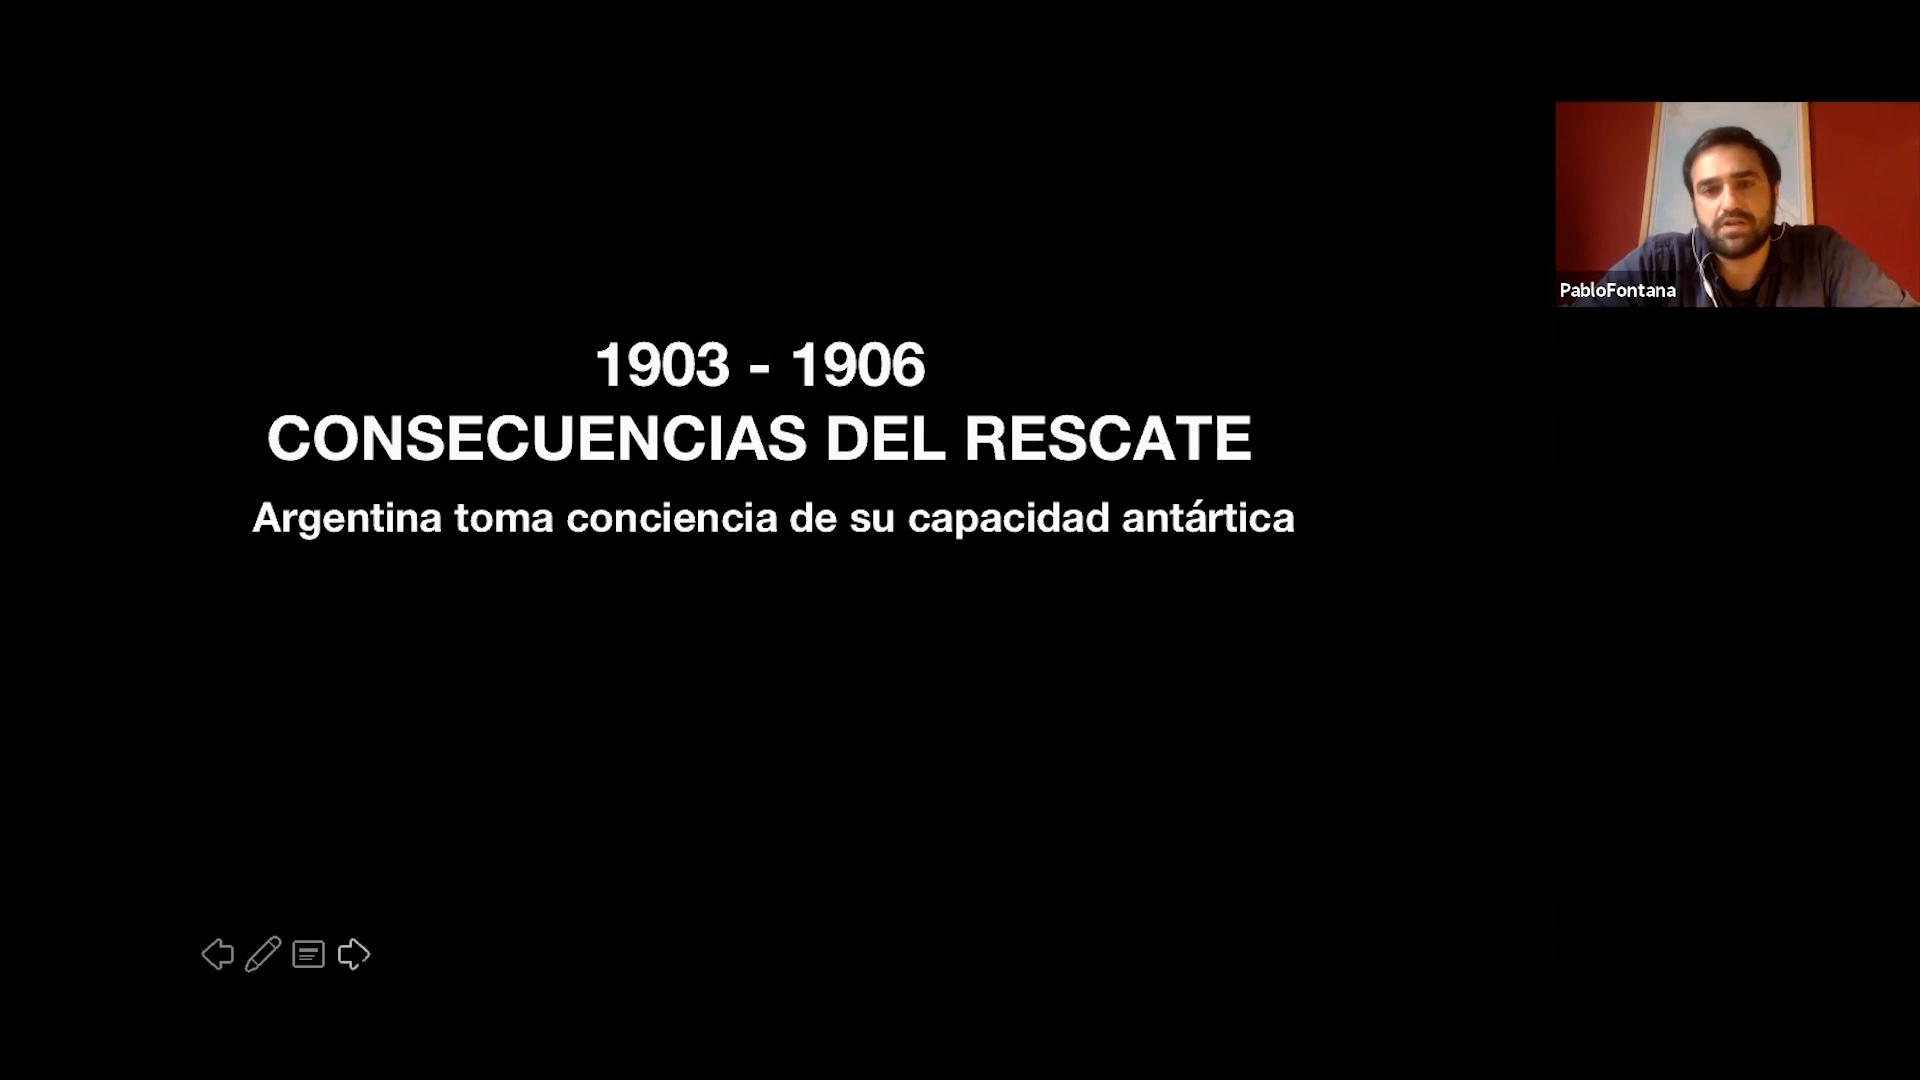 1903 - 1906
CONSECUENCIAS DEL RESCATE
Argentina toma conciencia de su capacidad antártica
PabloFontana